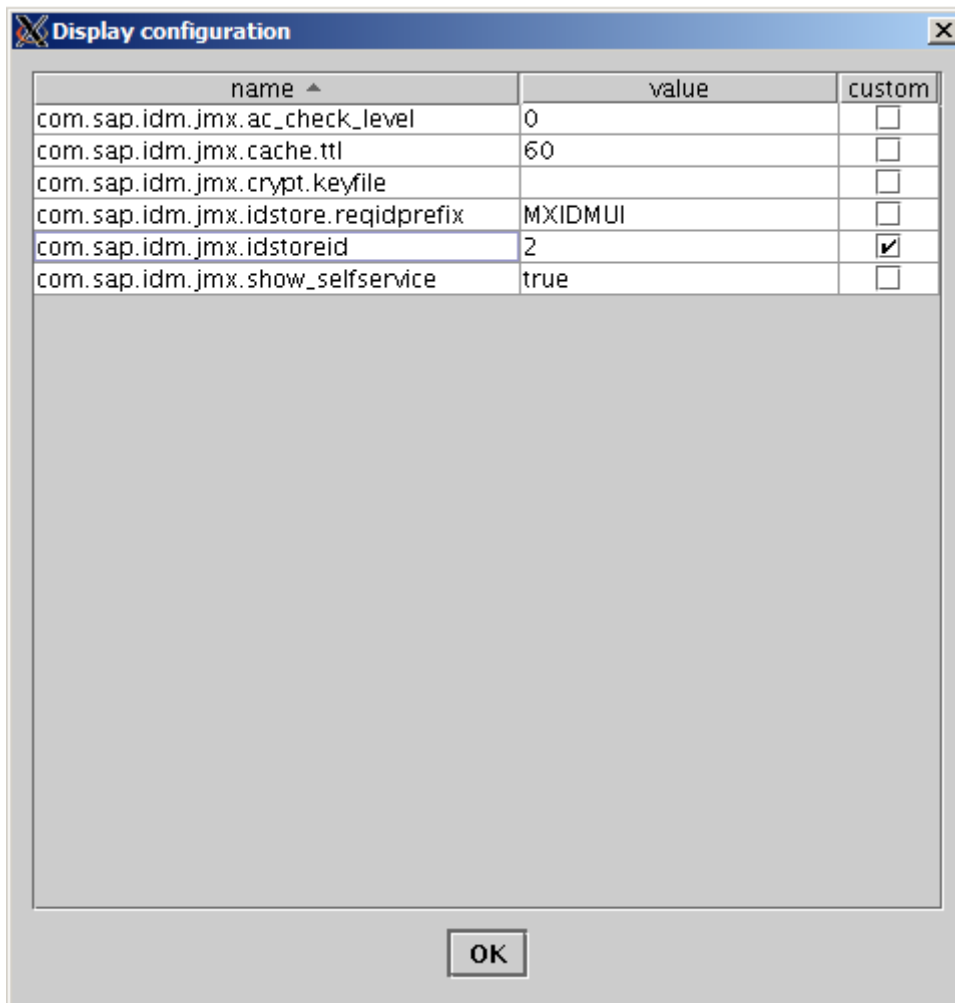 Display configuration
name value custom
com.sap.idm.jmx.ac_check_level 0
com.sap.idm.jmx.cache.ttl 60
com.sap.idm.jmx.crypt.keyfile
com.sap.idm.jmx.idstore.reqidprefix MXIDMUI
com.sap.idm.jmx.idstoreid 2
com.sap.idm.jmx.show_selfservice true
OK